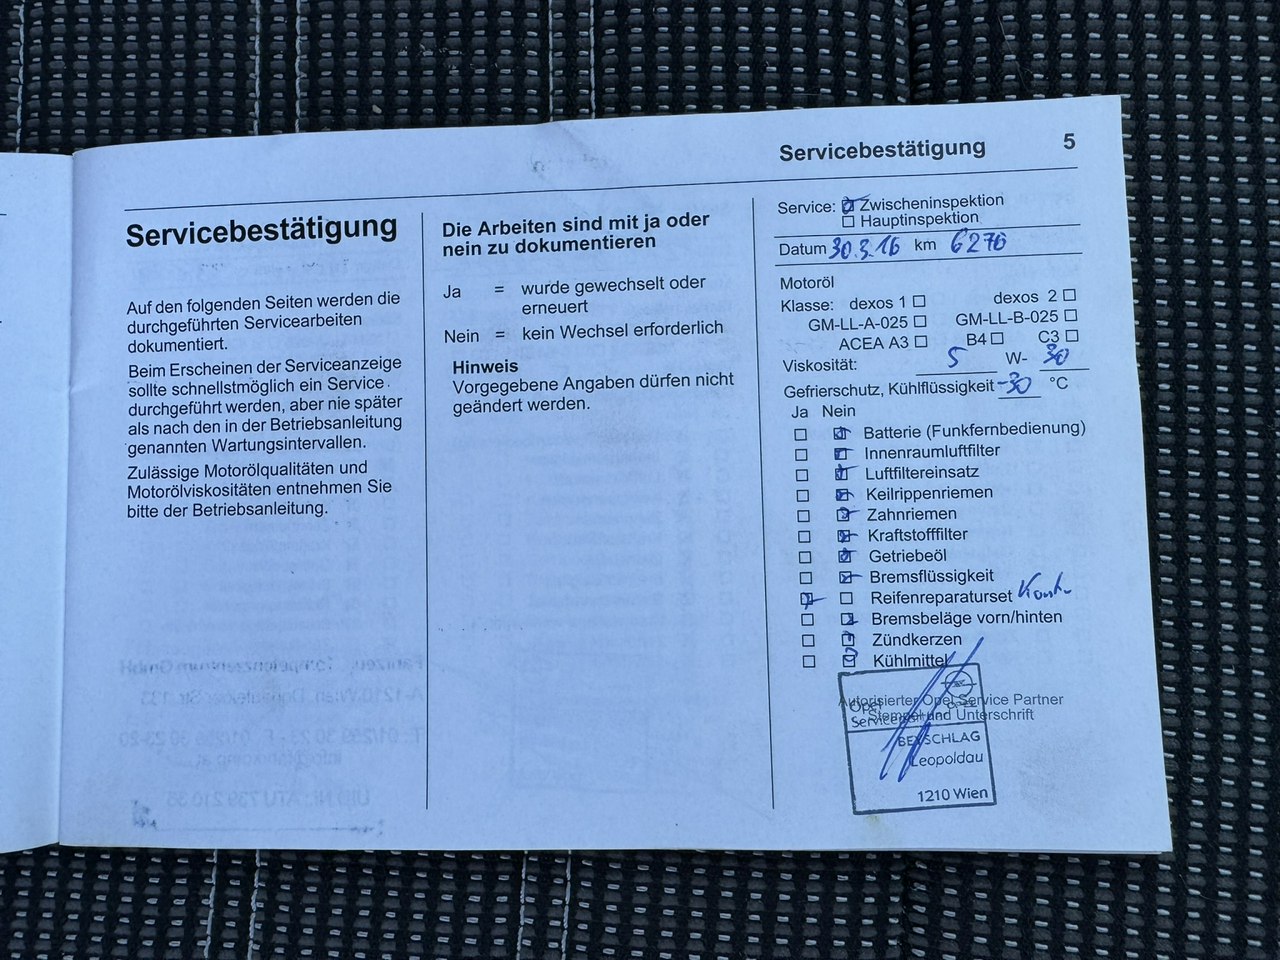 Servicebestätigung 5
Servicebestätigung
Auf den folgenden Seiten werden die
durchgeführten Servicearbeiten
dokumentiert.
Beim Erscheinen der Serviceanzeige
sollte schnellstmöglich ein Service
durchgeführt werden, aber nie später
als nach den in der Betriebsanleitung
genannten Wartungsintervallen.
Zulässige Motorölqualitäten und
Motorölviskositäten entnehmen Sie
bitte der Betriebsanleitung.
Die Arbeiten sind mit ja oder
nein zu dokumentieren
Ja = wurde gewechselt oder
erneuert
Nein = kein Wechsel erforderlich
Hinweis
Vorgegebene Angaben dürfen nicht
geändert werden.
Service: Zwischeninspektion
Hauptinspektion
Datum 30.3.16 km 6276
Motoröl
Klasse: dexos 1 dexos 2
GM-LL-A-025 GM-LL-B-025
ACEA A3 B4 C3
Viskosität: 5 W- 30
Gefrierschutz, Kühlflüssigkeit -30 °C
Ja Nein
Batterie (Funkfernbedienung)
Innenraumluftfilter
Luftfiltereinsatz
Keilrippenriemen
Zahnriemen
Kraftstofffilter
Getriebeöl
Bremsflüssigkeit
Reifenreparaturset
Bremsbeläge vorn/hinten
Zündkerzen
Kühlmittel
Autorisierter Opel Service Partner
Stempel und Unterschrift
Opel
BEYSCHLAG
Leopoldau
1210 Wien